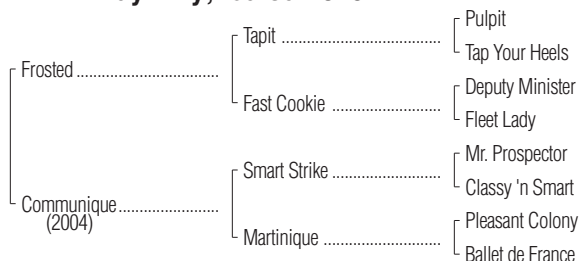 Pulpit
Tapit ........................................
Tap Your Heels
Frosted ....................................
Deputy Minister
Fast Cookie ...........................
Fleet Lady
Mr. Prospector
Smart Strike ...........................
Classy 'n Smart
Communique .........................
(2004)
Pleasant Colony
Martinique ..............................
Ballet de France